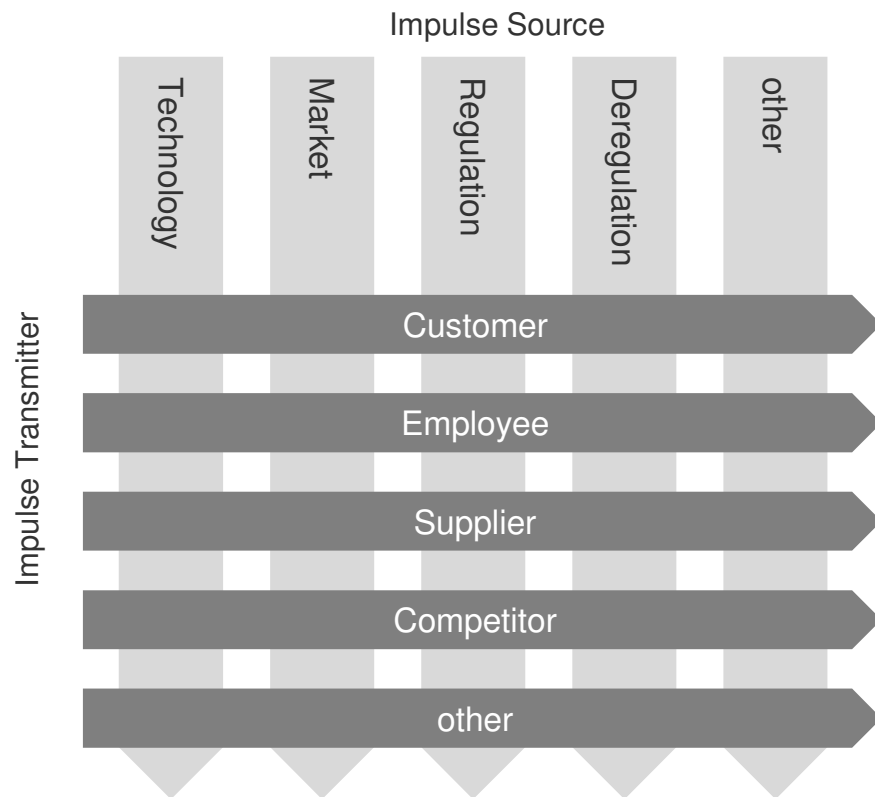 Impulse Source
Technology
Market
Regulation
Deregulation
other
Impulse Transmitter
Customer
Employee
Supplier
Competitor
other